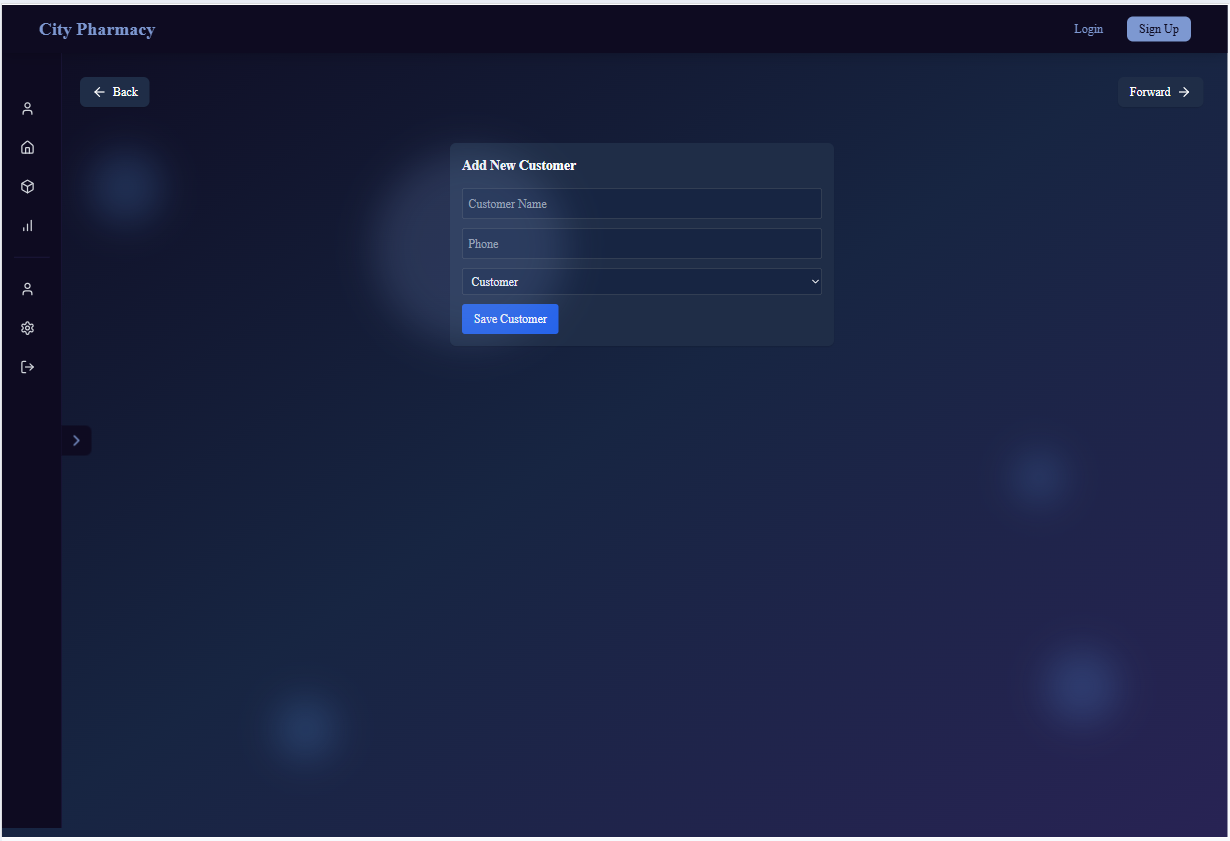 City Pharmacy
Login
Sign Up
Back
Forward
Add New Customer
Customer Name
Phone
Customer
Save Customer